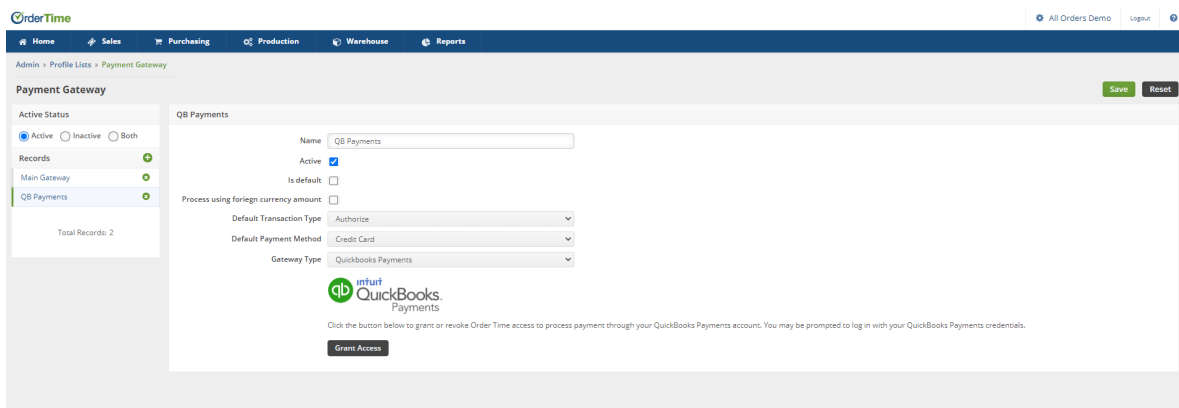 OrderTime
All Orders Demo Logout
Home Sales Purchasing Production Warehouse Reports
Admin › Profile Lists › Payment Gateway
Payment Gateway
Save Reset
Active Status
Active Inactive Both
Records
Main Gateway
QB Payments
Total Records: 2
QB Payments
Name QB Payments
Active
Is default
Process using foriegn currency amount
Default Transaction Type Authorize
Default Payment Method Credit Card
Gateway Type Quickbooks Payments
qb intuit
QuickBooks.
Payments
Click the button below to grant or revoke Order Time access to process payment through your QuickBooks Payments account. You may be prompted to log in with your QuickBooks Payments credentials.
Grant Access